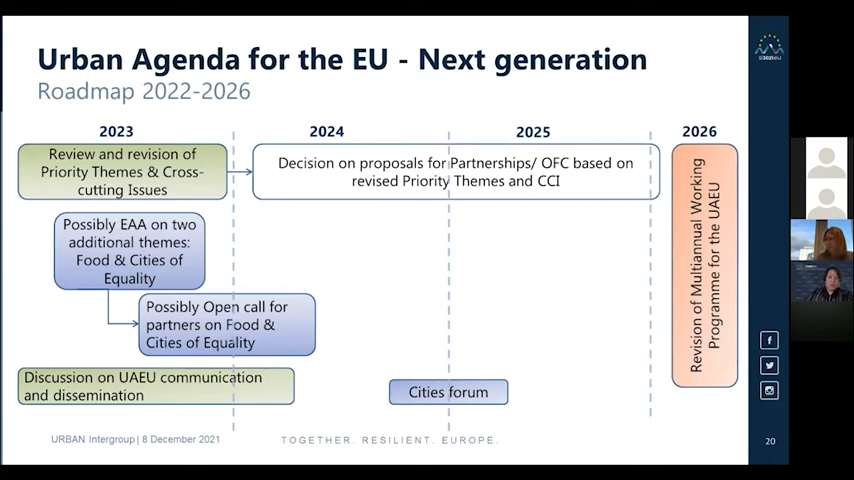 Urban Agenda for the EU - Next generation
Roadmap 2022-2026
2023
2024
2025
2026
Review and revision of
Priority Themes & Cross-
cutting Issues
Decision on proposals for Partnerships/ OFC based on
revised Priority Themes and CCI
Possibly EAA on two
additional themes:
Food & Cities of
Equality
Possibly Open call for
partners on Food &
Cities of Equality
Discussion on UAEU communication
and dissemination
Cities forum
Revision of Multiannual Working
Programme for the UAEU
URBAN Intergroup| 8 December 2021
TOGETHER. RESILIENT. EUROPE.
20
si2021.eu